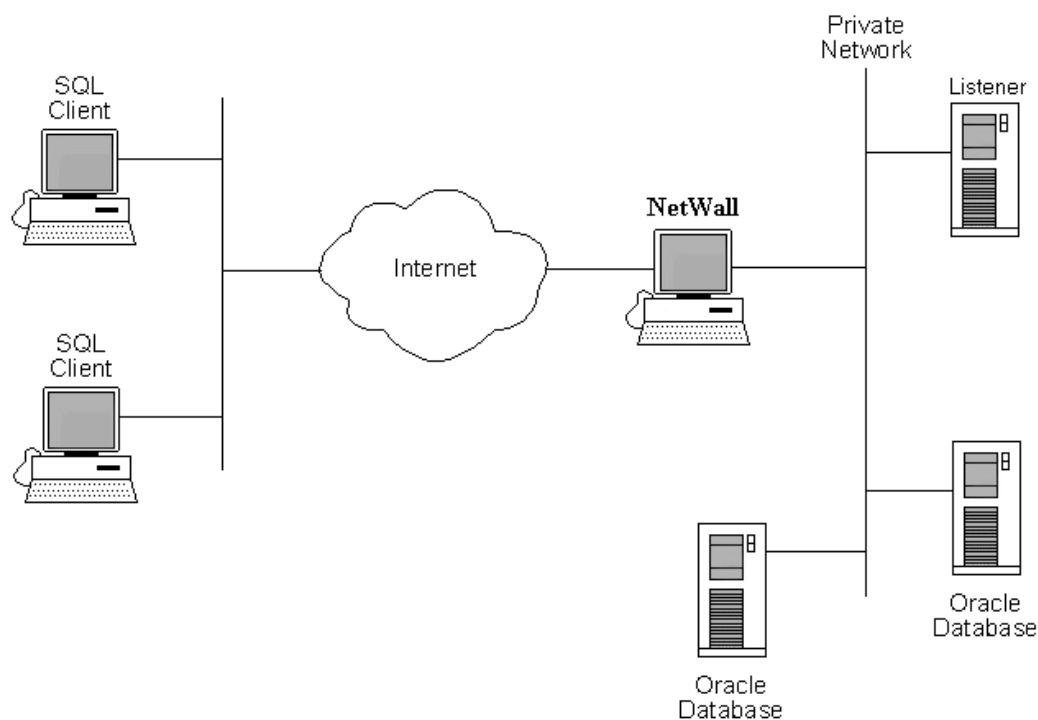 Private
Network
SQL
Client
Listener
NetWall
Internet
SQL
Client
Oracle
Database
Oracle
Database